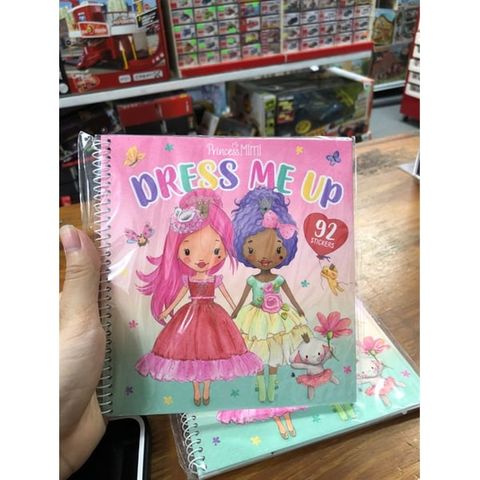 Princess MIMI
DRESS ME UP
92
STICKERS